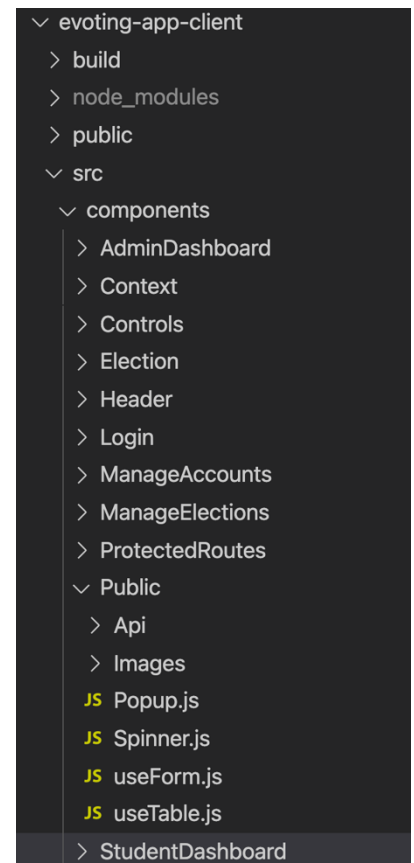 evoting-app-client
build
node_modules
public
src
components
AdminDashboard
Context
Controls
Election
Header
Login
ManageAccounts
ManageElections
ProtectedRoutes
Public
Api
Images
JS Popup.js
JS Spinner.js
JS useForm.js
JS useTable.js
StudentDashboard